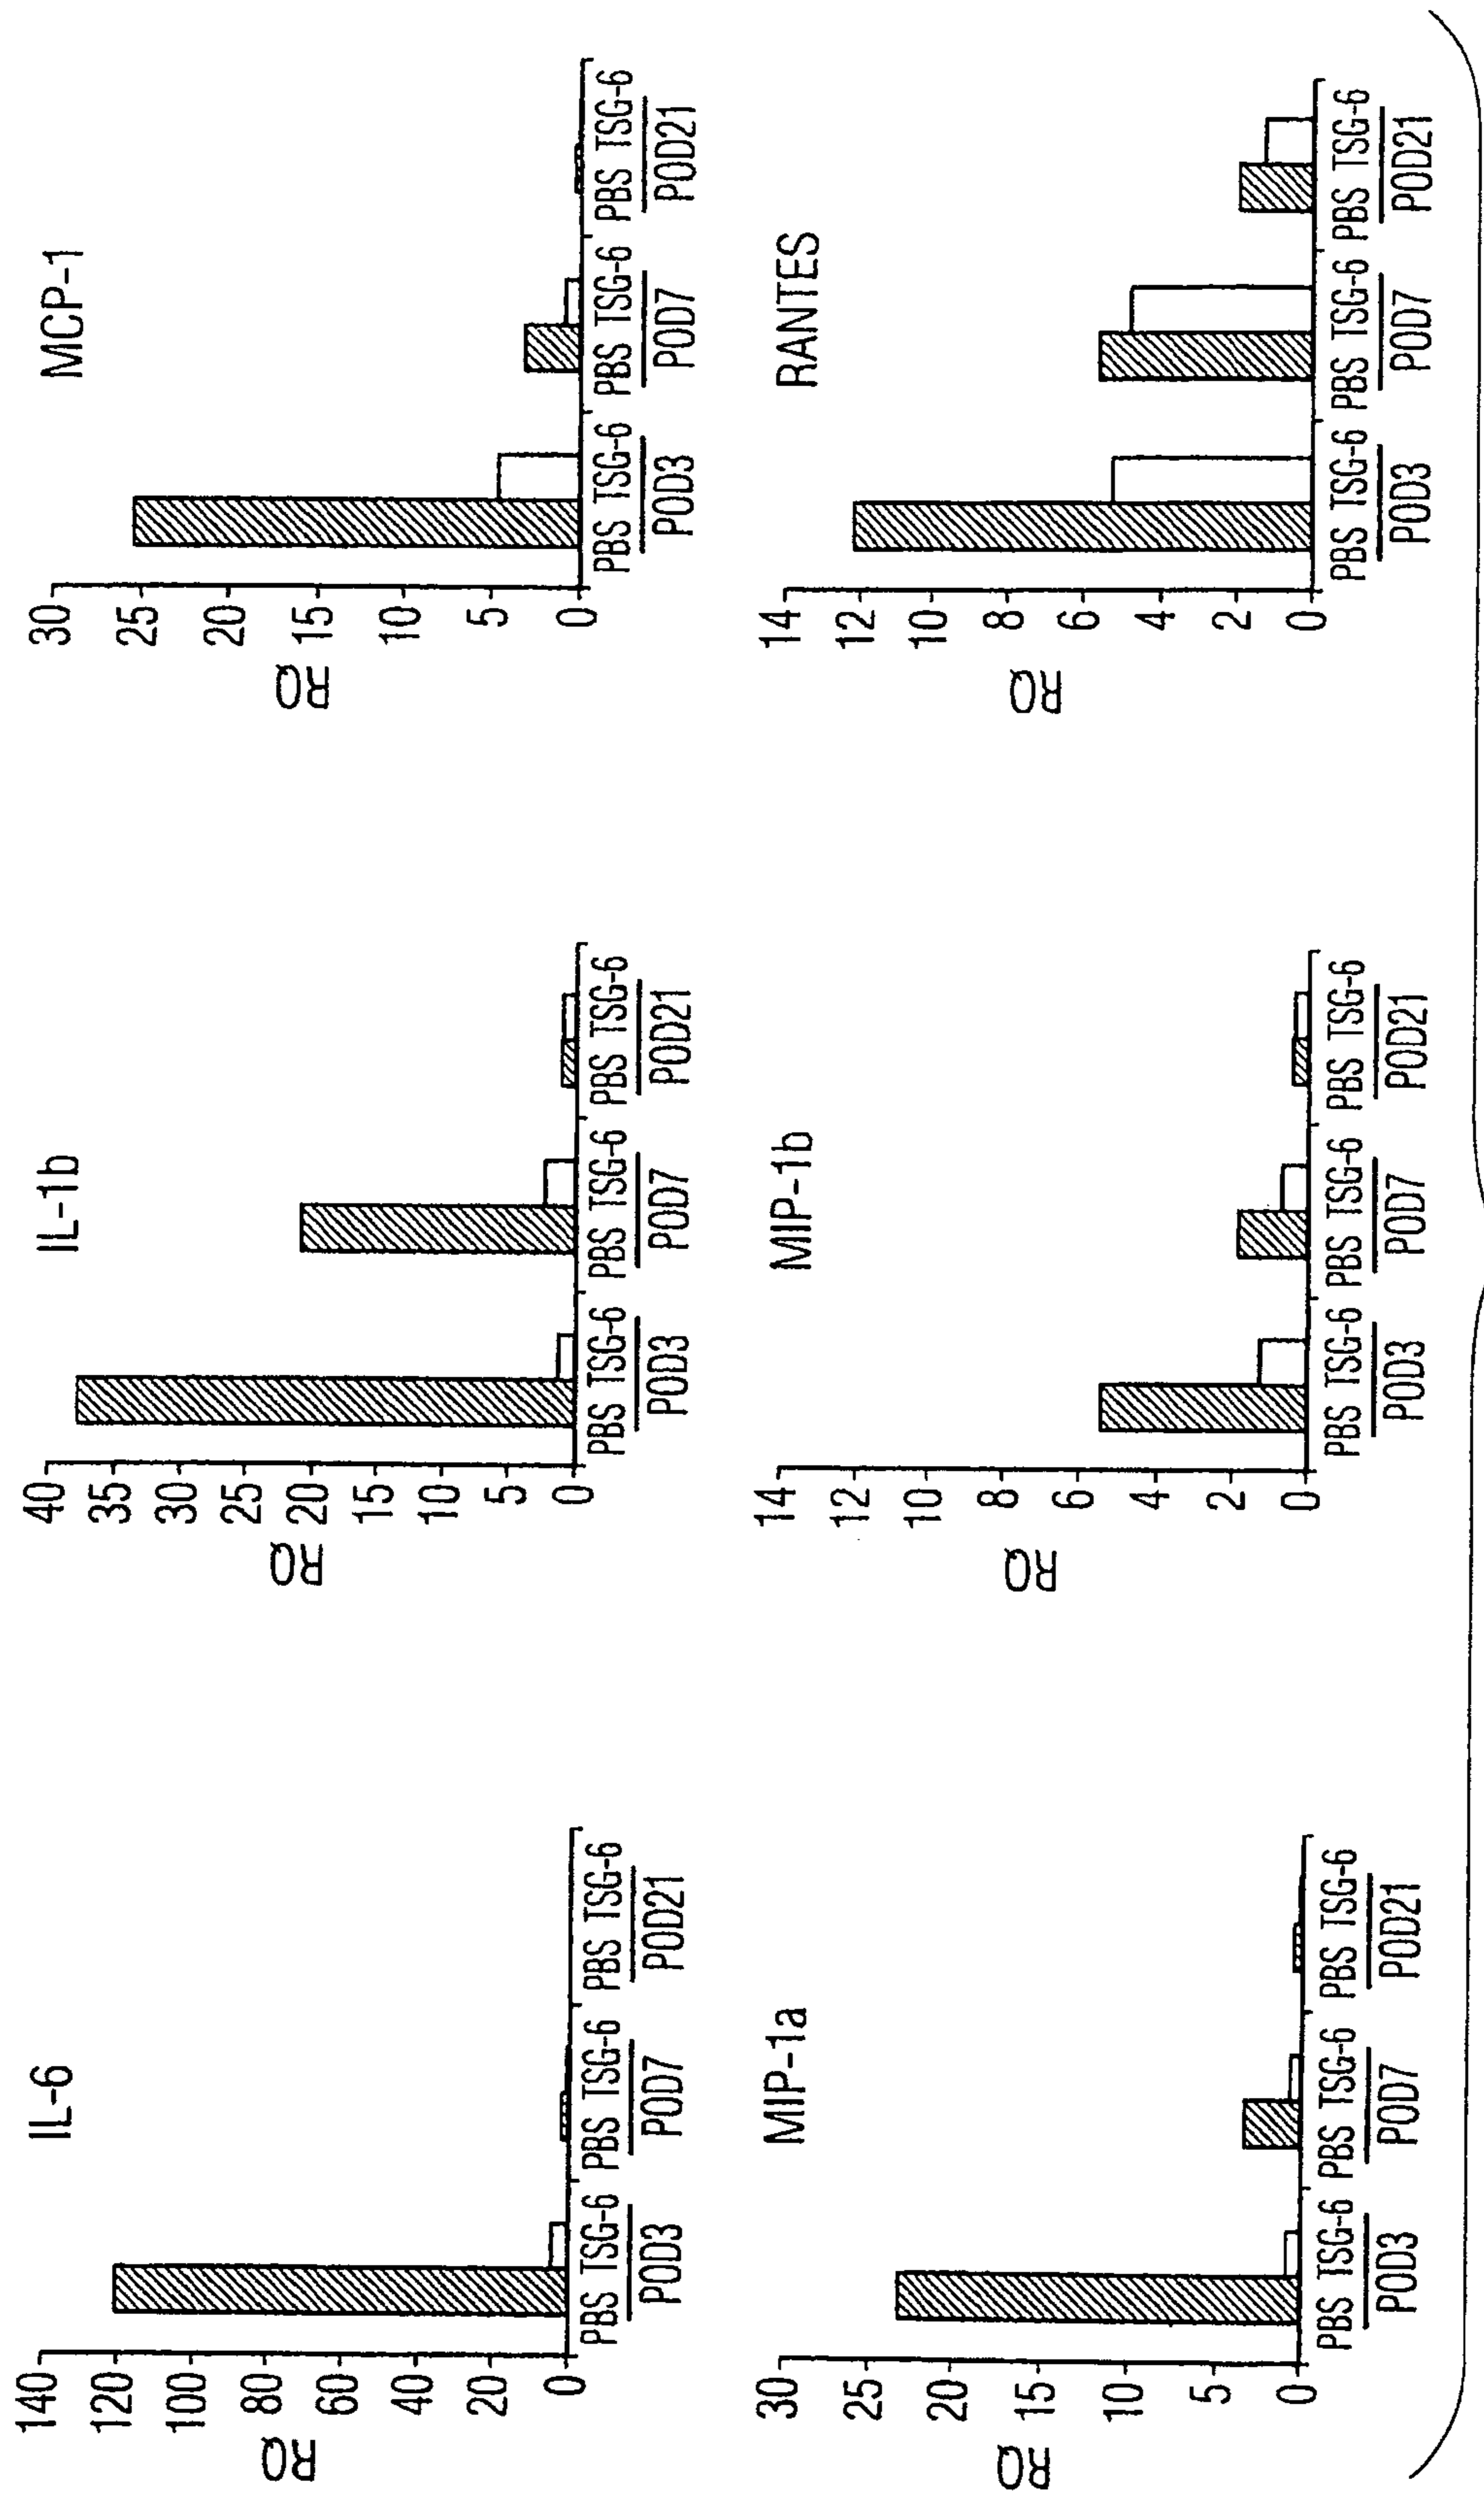 IL-6
RQ
140
120
100
80
60
40
20
0
PBS TSG-6 PBS TSG-6 PBS TSG-6
POD3 POD7 POD21
IL-1b
RQ
40
35
30
25
20
15
10
5
0
PBS TSG-6 PBS TSG-6 PBS TSG-6
POD3 POD7 POD21
MCP-1
RQ
30
25
20
15
10
5
0
PBS TSG-6 PBS TSG-6 PBS TSG-6
POD3 POD7 POD21
MIP-1a
RQ
30
25
20
15
10
5
0
PBS TSG-6 PBS TSG-6 PBS TSG-6
POD3 POD7 POD21
MIP-1b
RQ
14
12
10
8
6
4
2
0
PBS TSG-6 PBS TSG-6 PBS TSG-6
POD3 POD7 POD21
RANTES
RQ
14
12
10
8
6
4
2
0
PBS TSG-6 PBS TSG-6 PBS TSG-6
POD3 POD7 POD21